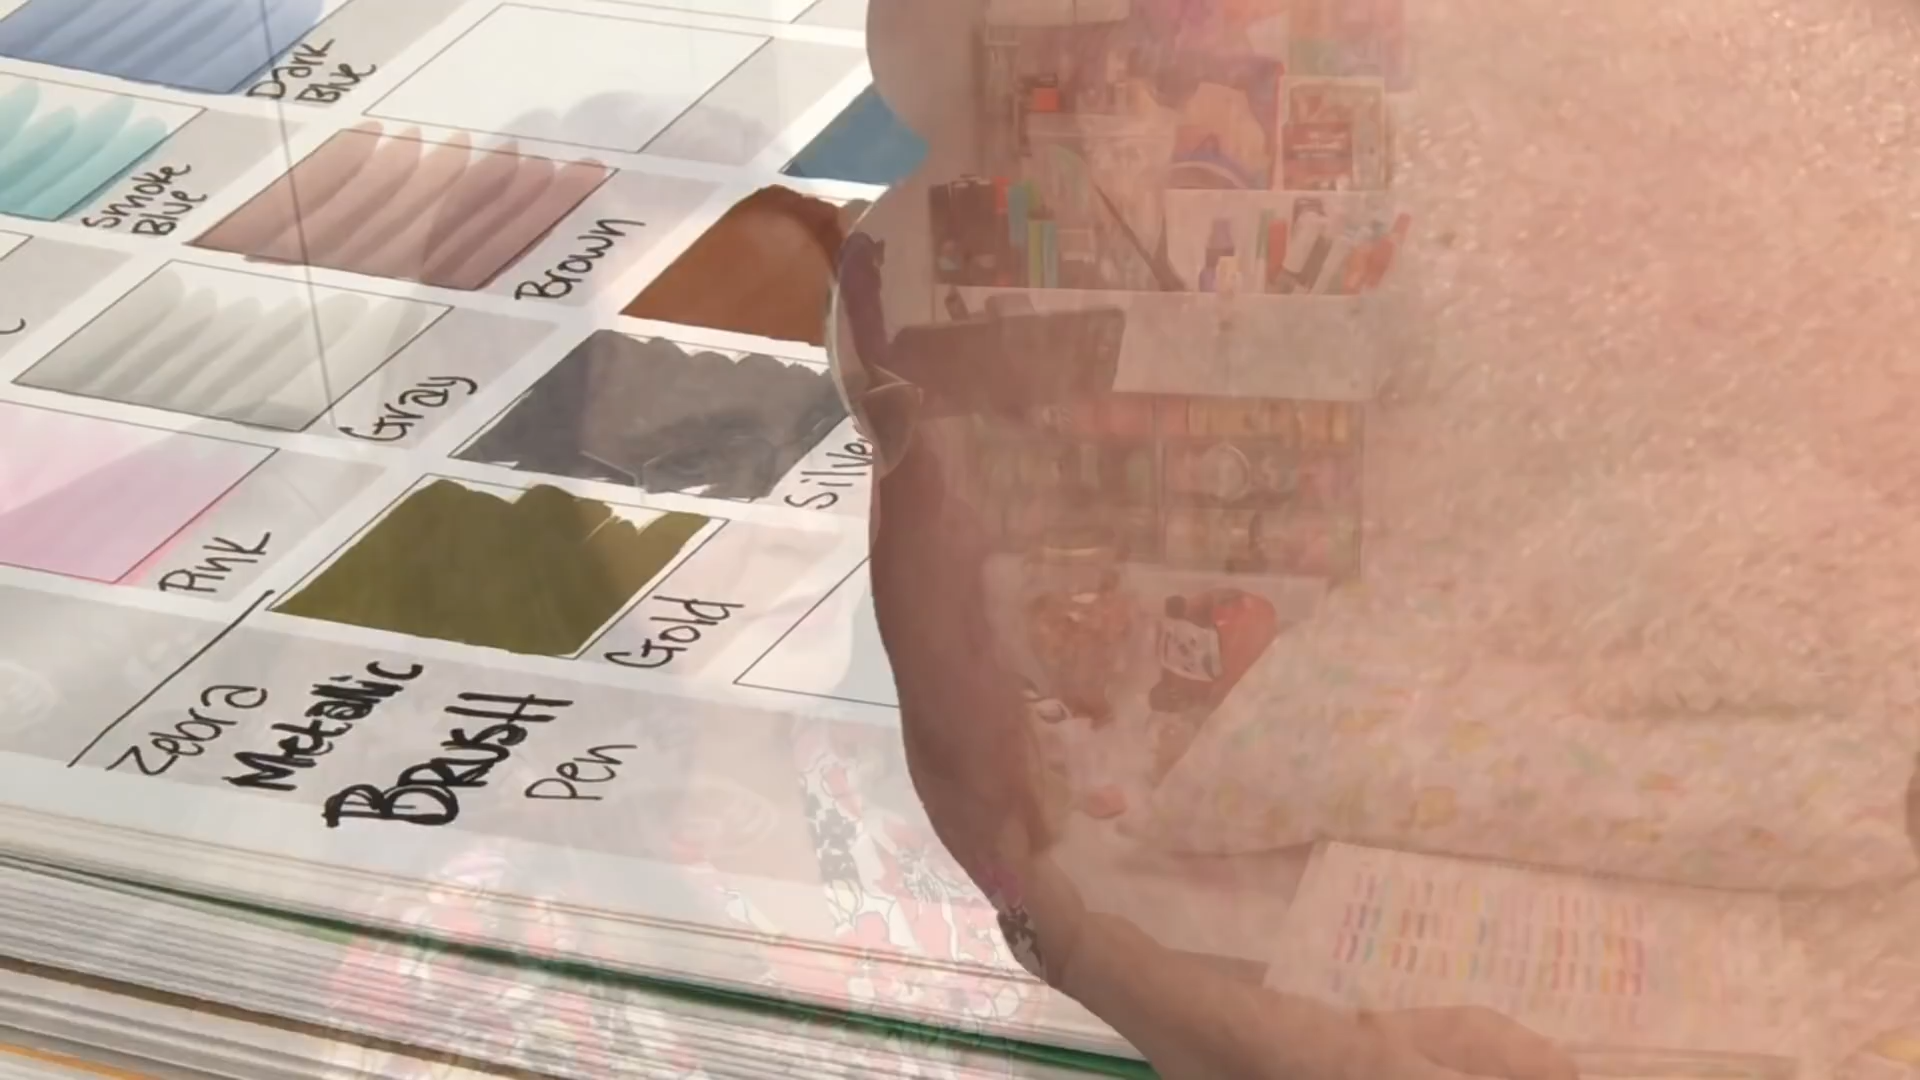 Dark
Blue
Smoke
Blue
Brown
Gray
Silver
Pink
Gold
Zebra
Metallic
BRUSH
Pen